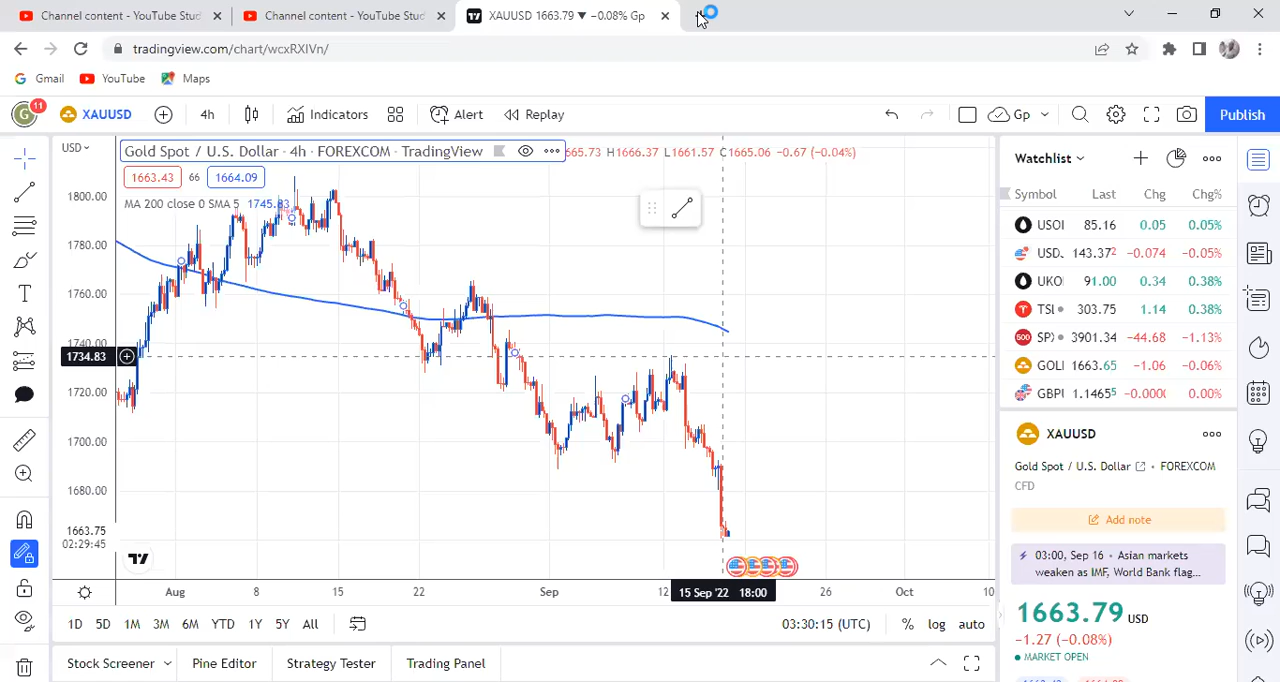 Channel content - YouTube Stud
Channel content - YouTube Stud
XAUUSD 1663.79 ▼ −0.08% Gp
tradingview.com/chart/wcxRXIVn/
Gmail YouTube Maps
G 11 XAUUSD 4h Indicators Alert Replay Gp Publish
USD
Gold Spot / U.S. Dollar · 4h · FOREXCOM · TradingView 665.73 H1666.37 L1661.57 C1665.06 −0.67 (−0.04%)
1663.43 66 1664.09
MA 200 close 0 SMA 5 1745.83
1800.00
1780.00
1760.00
1740.00
1734.83
1720.00
1700.00
1680.00
1663.75
02:29:45
Aug 8 15 22 Sep 12 15 Sep '22 18:00 26 Oct 10
1D 5D 1M 3M 6M YTD 1Y 5Y All 03:30:15 (UTC) % log auto
Stock Screener Pine Editor Strategy Tester Trading Panel
Watchlist
Symbol Last Chg Chg%
USOI 85.16 0.05 0.05%
USD. 143.372 −0.074 −0.05%
UKO 91.00 0.34 0.38%
TSI 303.75 1.14 0.38%
500 SP 3901.34 −44.68 −1.13%
GOL 1663.65 −1.06 −0.06%
GBP 1.14655 −0.000 0.00%
XAUUSD
Gold Spot / U.S. Dollar • FOREXCOM
CFD
Add note
03:00, Sep 16 • Asian markets
weaken as IMF, World Bank flag...
1663.79 USD
−1.27 (−0.08%)
MARKET OPEN